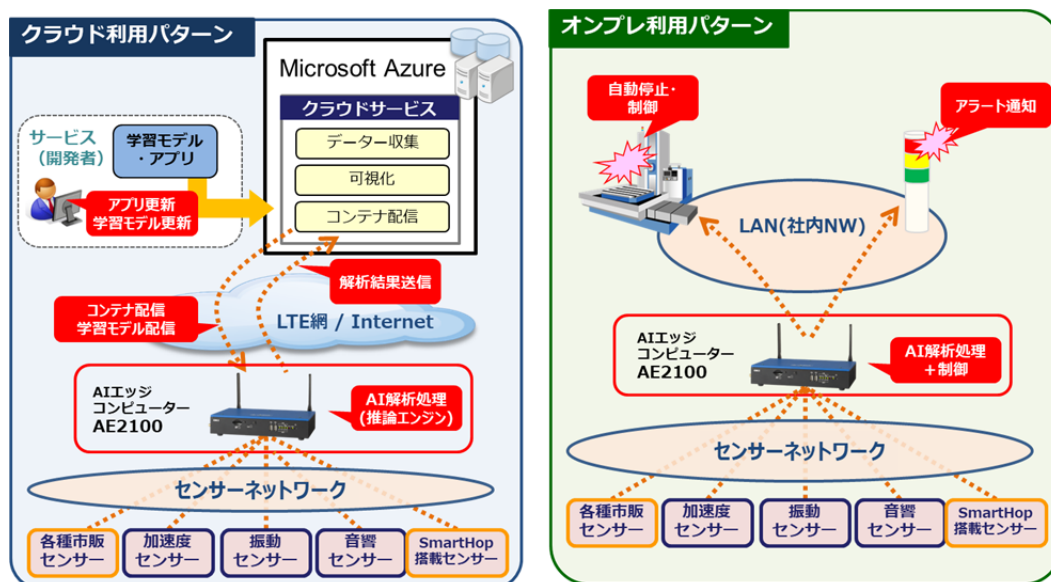 クラウド利用パターン
Microsoft Azure
クラウドサービス
データー収集
可視化
コンテナ配信
サービス
(開発者)
学習モデル
・アプリ
アプリ更新
学習モデル更新
解析結果送信
コンテナ配信
学習モデル配信
LTE網 / Internet
AIエッジ
コンピューター
AE2100
AI解析処理
(推論エンジン)
センサーネットワーク
各種市販
センサー
加速度
センサー
振動
センサー
音響
センサー
SmartHop
搭載センサー
オンプレ利用パターン
自動停止・
制御
アラート通知
LAN(社内NW)
AIエッジ
コンピューター
AE2100
AI解析処理
+制御
センサーネットワーク
各種市販
センサー
加速度
センサー
振動
センサー
音響
センサー
SmartHop
搭載センサー